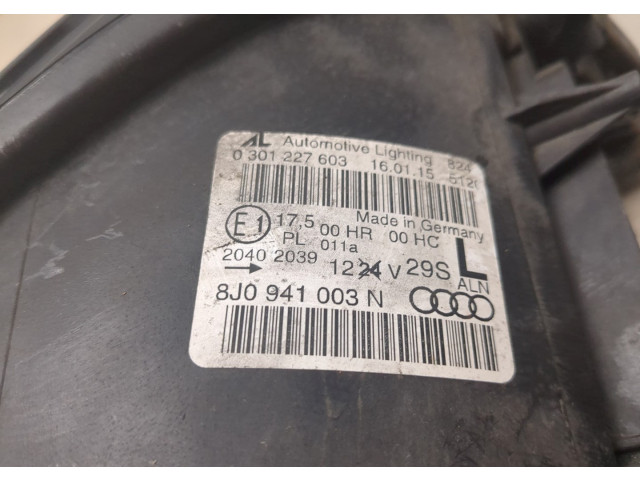 AL Automotive Lighting 824
0 301 227 603 16.01.15
Made in Germany
E1 17,5 00 HR 00 HC
PL 011a
2040 2039 12 24 V 29S L
ALN
8J0 941 003 N